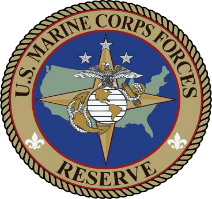 U.S. MARINE CORPS FORCES
RESERVE